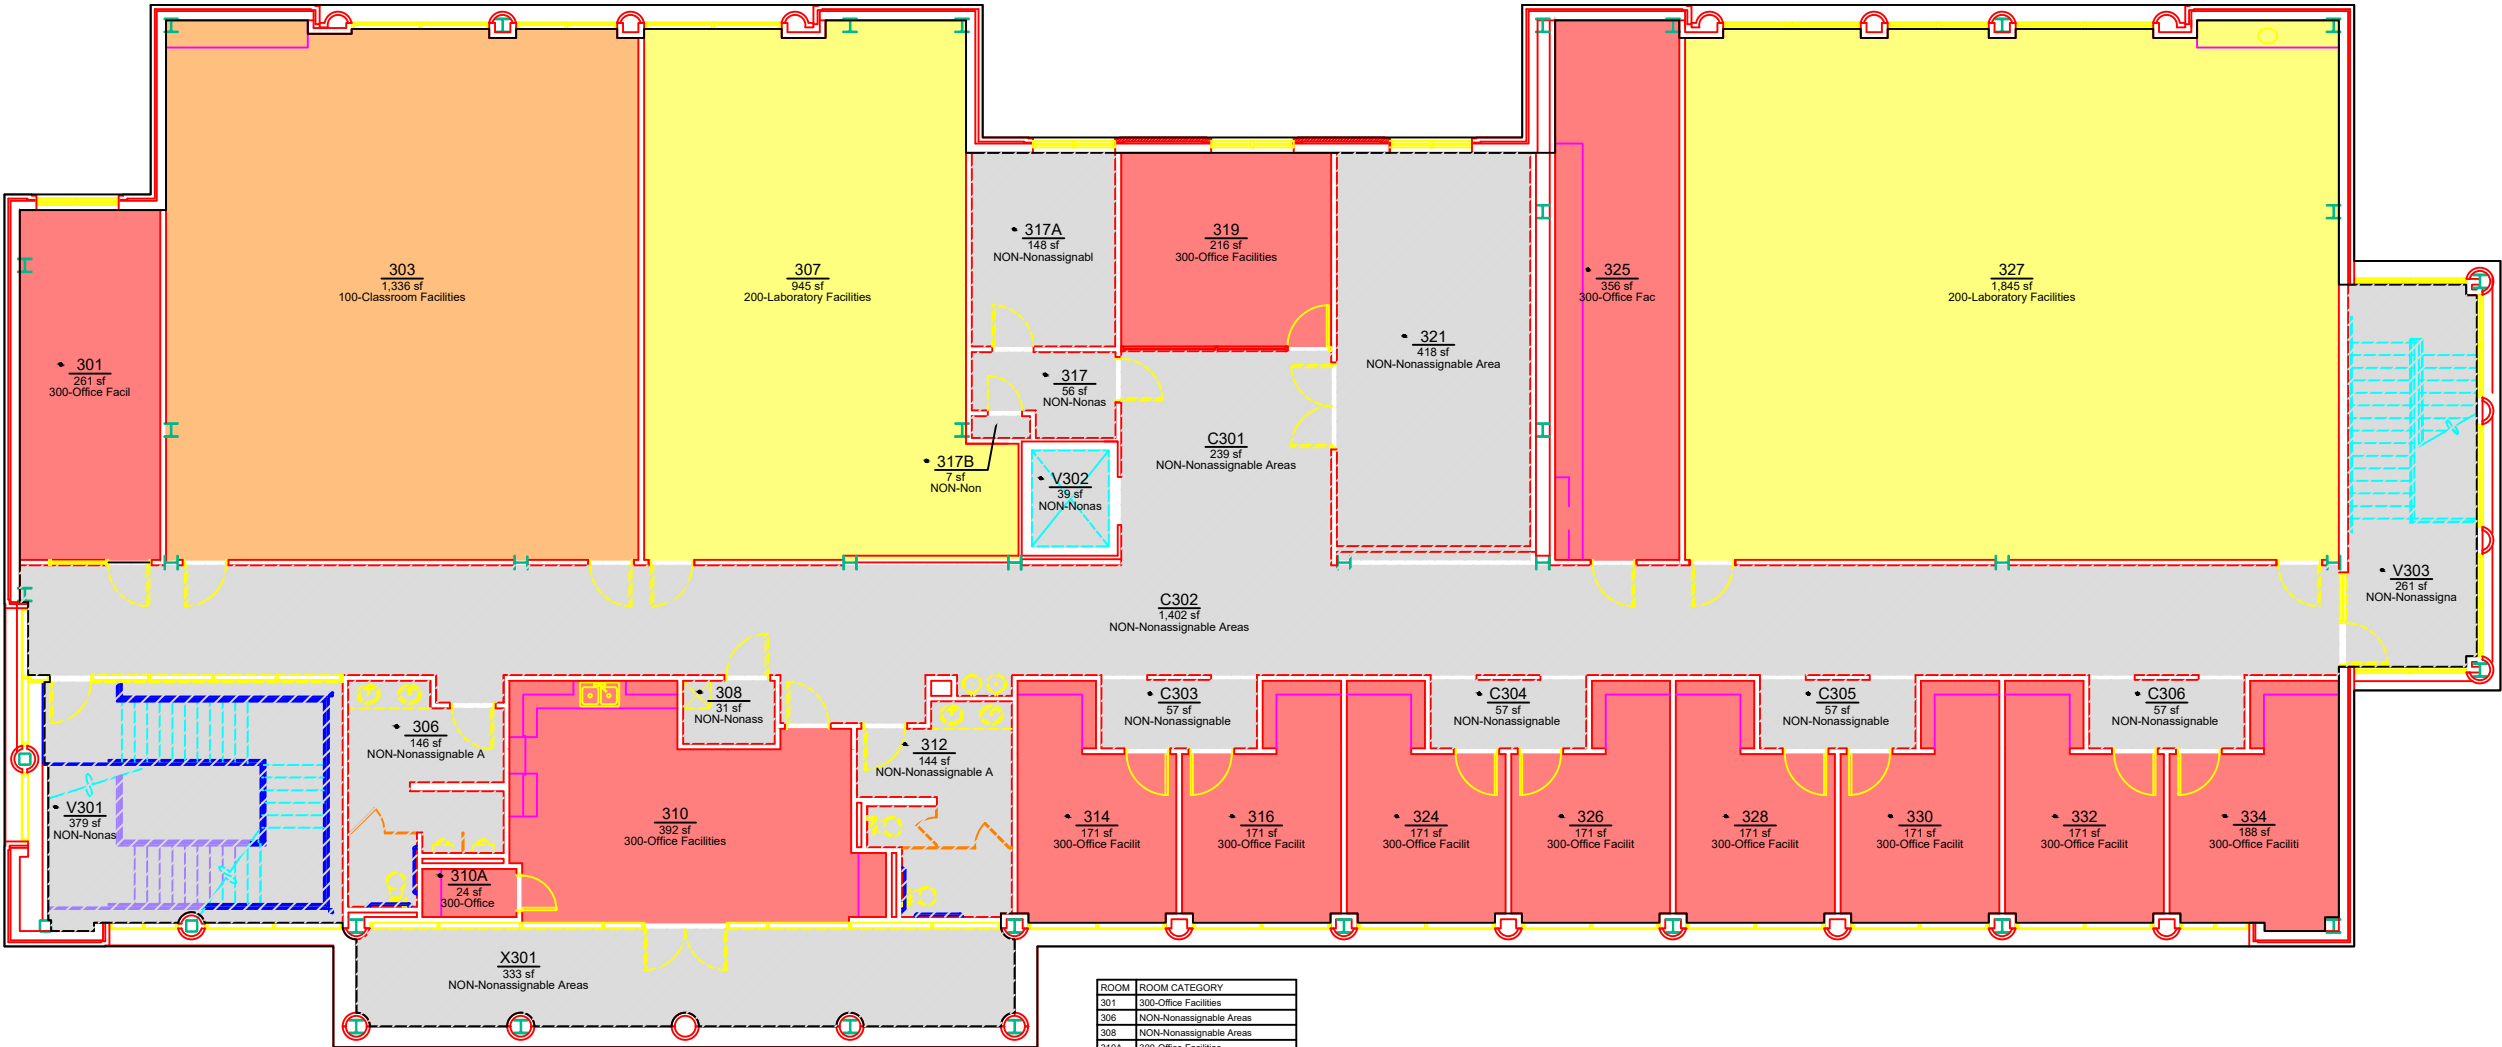 303
1,336 sf
100-Classroom Facilities
307
945 sf
200-Laboratory Facilities
317A
148 sf
NON-Nonassignabl
319
216 sf
300-Office Facilities
325
356 sf
300-Office Fac
327
1,845 sf
200-Laboratory Facilities
301
261 sf
300-Office Facil
321
418 sf
NON-Nonassignable Area
317
56 sf
NON-Nonas
C301
239 sf
NON-Nonassignable Areas
317B
7 sf
NON-Non
V302
39 sf
NON-Nonas
V303
261 sf
NON-Nonassigna
C302
1,402 sf
NON-Nonassignable Areas
308
31 sf
NON-Nonass
C303
57 sf
NON-Nonassignable
C304
57 sf
NON-Nonassignable
C305
57 sf
NON-Nonassignable
C306
57 sf
NON-Nonassignable
306
146 sf
NON-Nonassignable A
312
144 sf
NON-Nonassignable A
V301
379 sf
NON-Nonas
310
392 sf
300-Office Facilities
314
171 sf
300-Office Facilit
316
171 sf
300-Office Facilit
324
171 sf
300-Office Facilit
326
171 sf
300-Office Facilit
328
171 sf
300-Office Facilit
330
171 sf
300-Office Facilit
332
171 sf
300-Office Facilit
334
188 sf
300-Office Faciliti
310A
24 sf
300-Office
X301
333 sf
NON-Nonassignable Areas
ROOM ROOM CATEGORY
301 300-Office Facilities
306 NON-Nonassignable Areas
308 NON-Nonassignable Areas
310A 300-Office Facilities